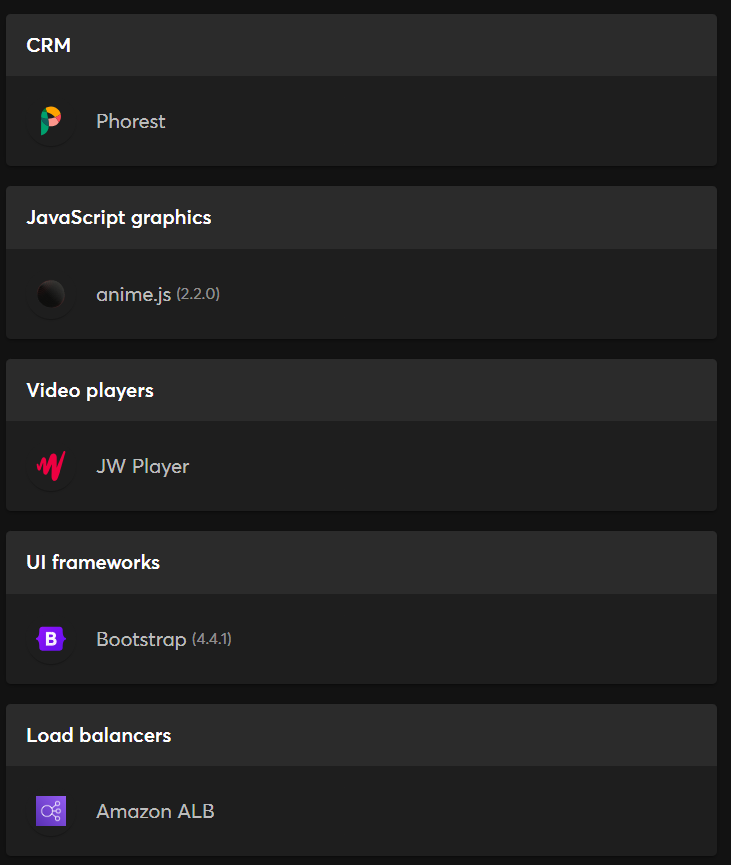 CRM
Phorest
JavaScript graphics
anime.js (2.2.0)
Video players
JW Player
UI frameworks
B Bootstrap (4.4.1)
Load balancers
Amazon ALB